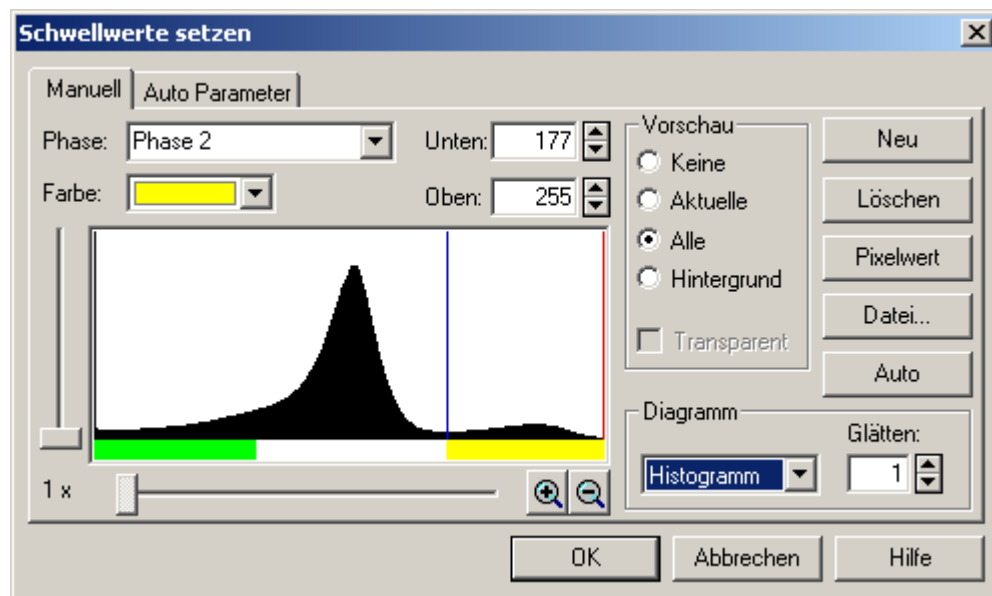 Schwellwerte setzen
Manuell
Auto Parameter
Phase:
Phase 2
Unten:
177
Farbe:
Oben:
255
Vorschau
Keine
Aktuelle
Alle
Hintergrund
Transparent
Neu
Löschen
Pixelwert
Datei...
Auto
Diagramm
Glätten:
Histogramm
1
1 x
OK
Abbrechen
Hilfe